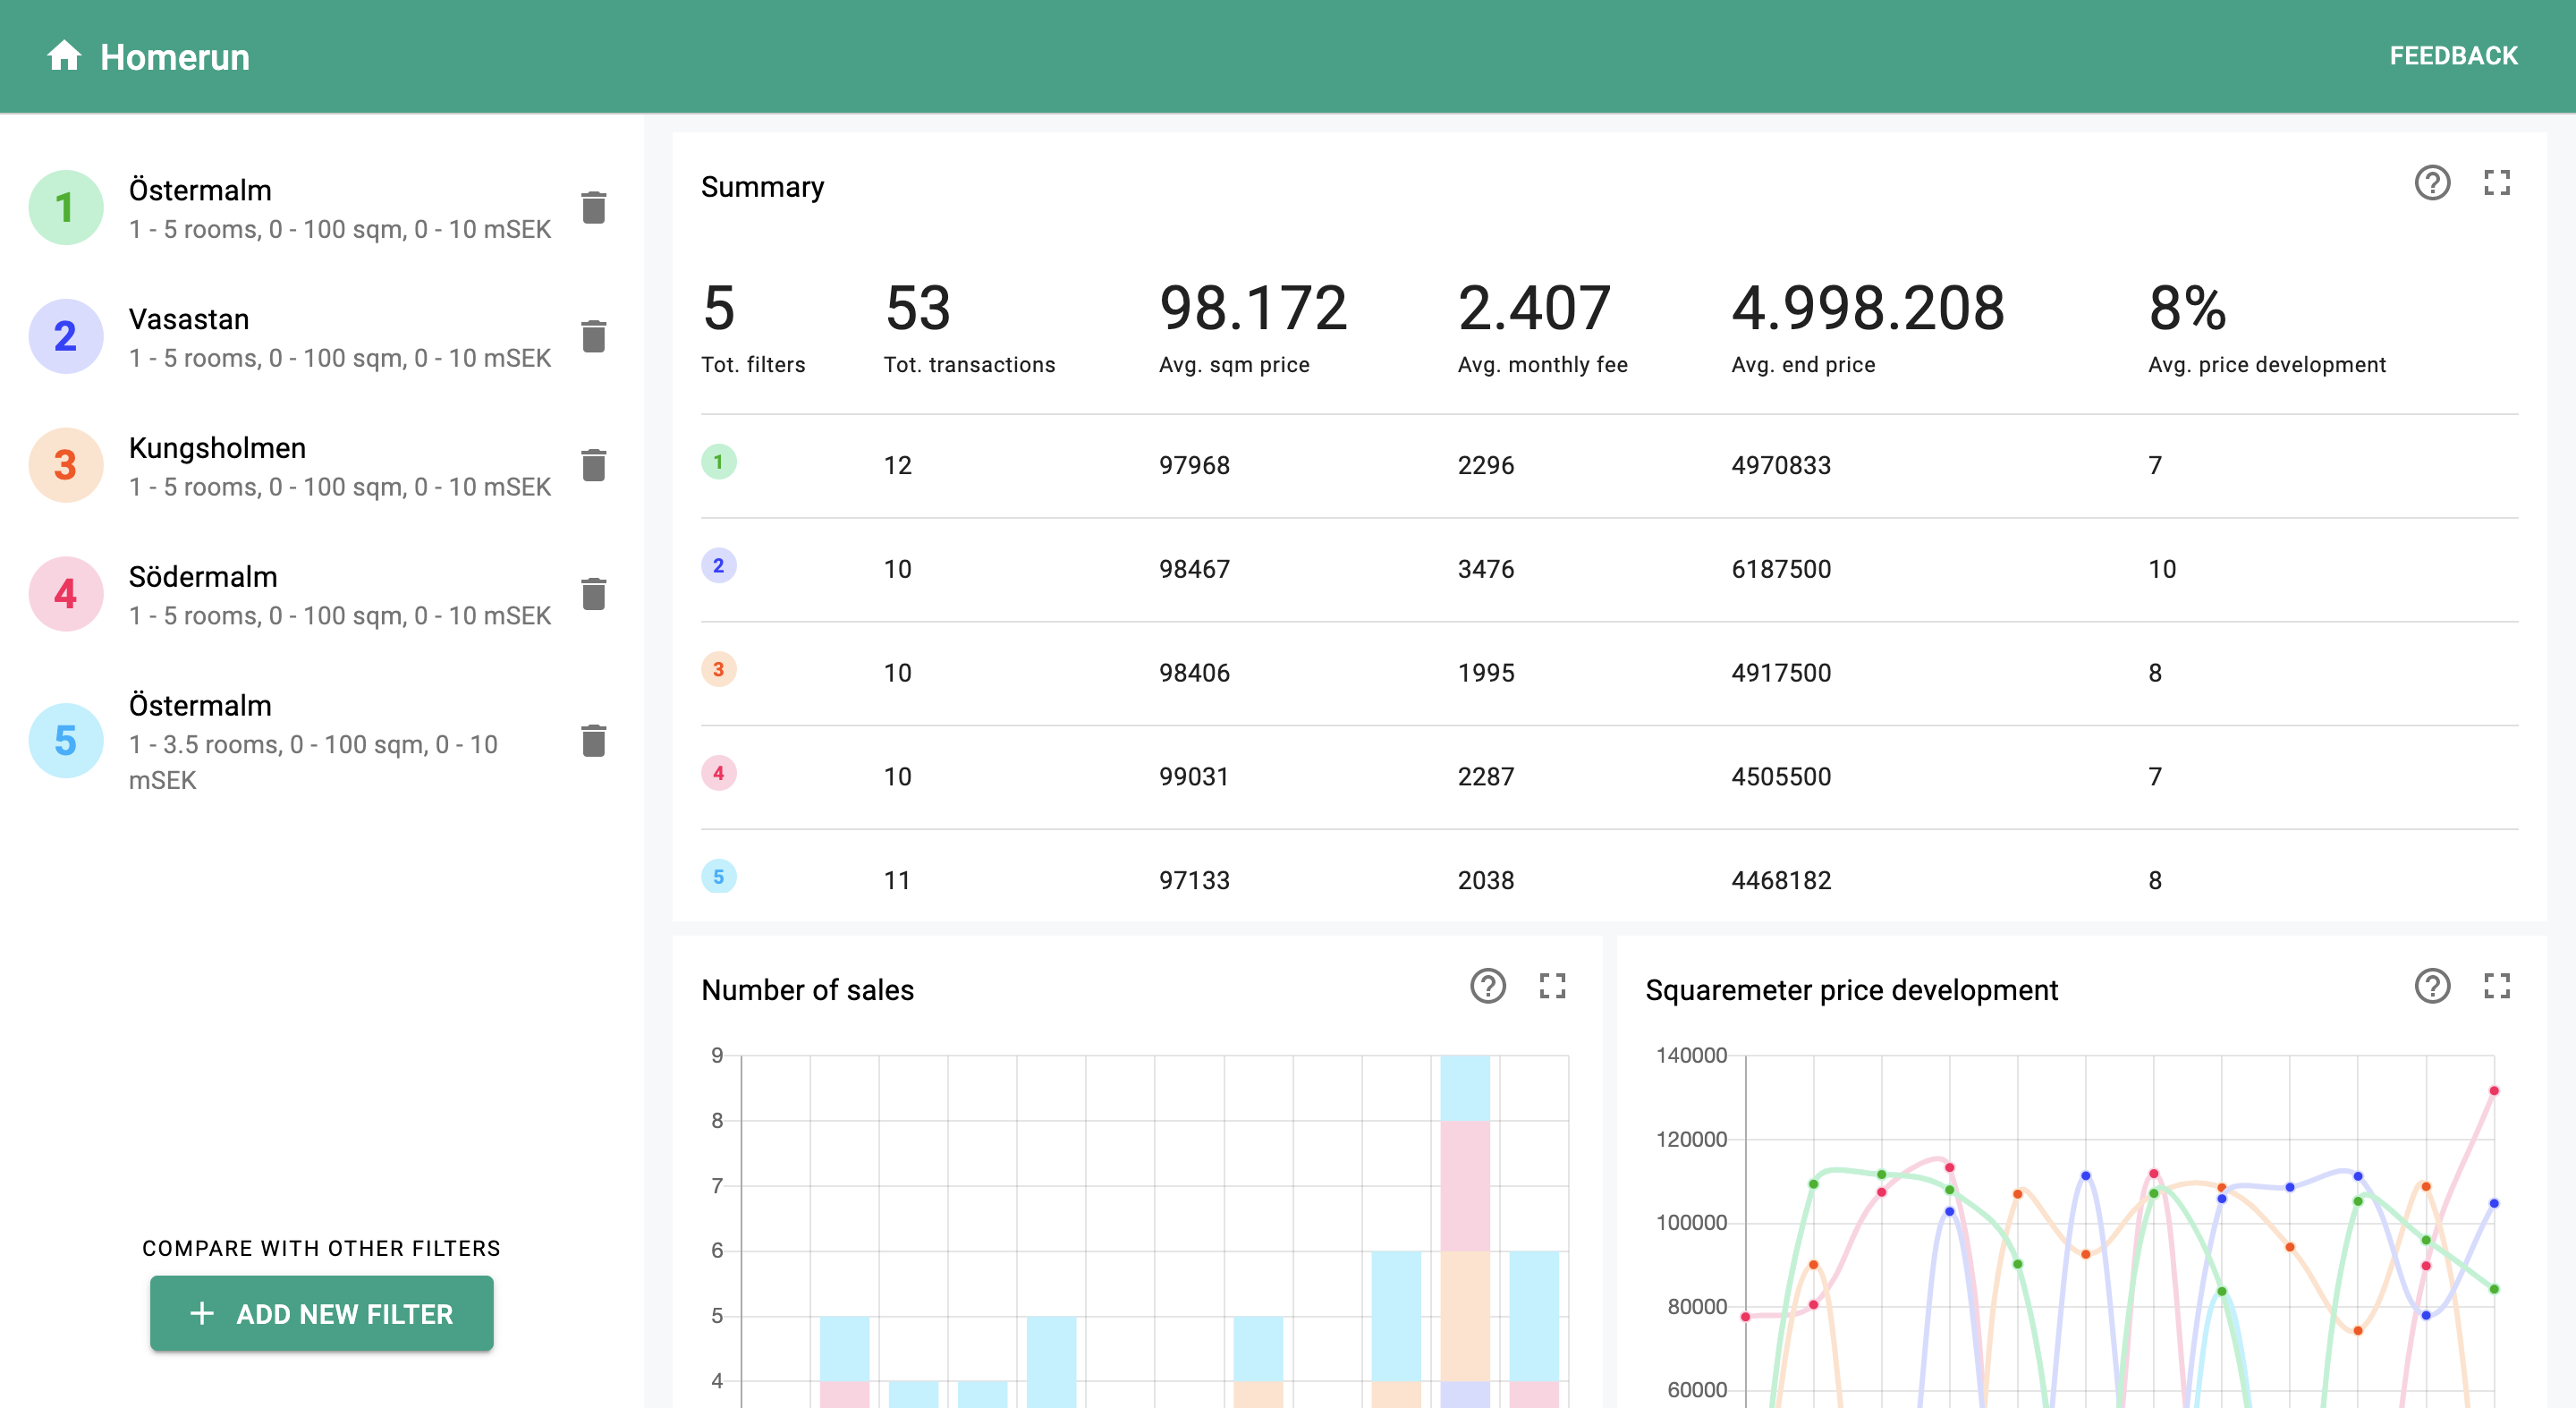 Homerun
FEEDBACK
1
Östermalm
1 - 5 rooms, 0 - 100 sqm, 0 - 10 mSEK
2
Vasastan
1 - 5 rooms, 0 - 100 sqm, 0 - 10 mSEK
3
Kungsholmen
1 - 5 rooms, 0 - 100 sqm, 0 - 10 mSEK
4
Södermalm
1 - 5 rooms, 0 - 100 sqm, 0 - 10 mSEK
5
Östermalm
1 - 3.5 rooms, 0 - 100 sqm, 0 - 10
mSEK
COMPARE WITH OTHER FILTERS
+ ADD NEW FILTER
Summary
5 53 98.172 2.407 4.998.208 8%
Tot. filters Tot. transactions Avg. sqm price Avg. monthly fee Avg. end price Avg. price development
1 12 97968 2296 4970833 7
2 10 98467 3476 6187500 10
3 10 98406 1995 4917500 8
4 10 99031 2287 4505500 7
5 11 97133 2038 4468182 8
Number of sales
9
8
7
6
5
4
Squaremeter price development
140000
120000
100000
80000
60000